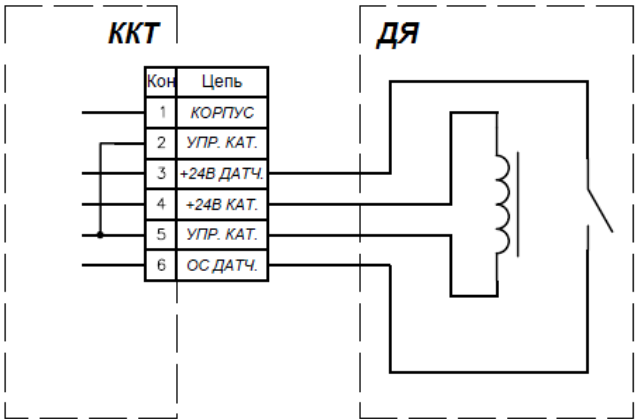 ККТ
ДЯ
Кон Цепь
1 КОРПУС
2 УПР. КАТ.
3 +24В ДАТЧ.
4 +24В КАТ.
5 УПР. КАТ.
6 ОС ДАТЧ.